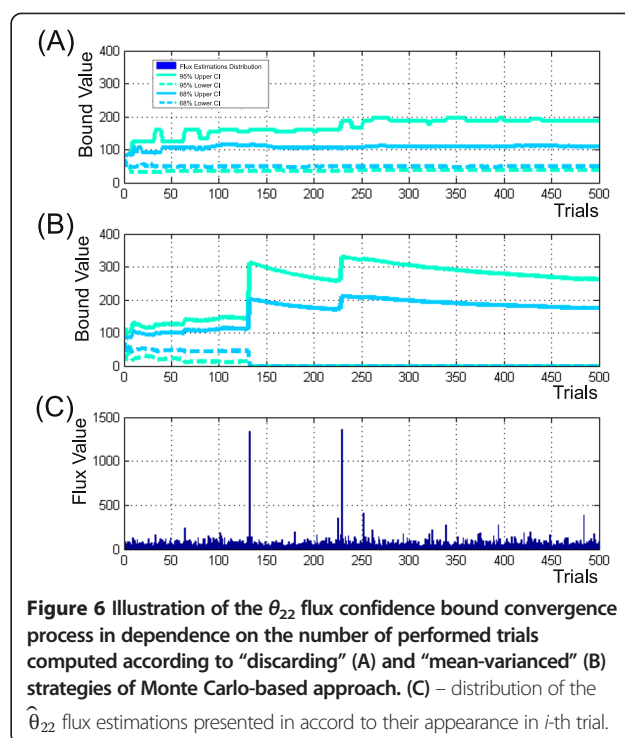 (A)
400
300
200
100
0
Bound Value
Flux Estimations Distribution
95% Upper CI
95% Lower CI
68% Upper CI
68% Lower CI
0 50 100 150 200 250 300 350 400 450 500
Trials
(B)
400
300
200
100
0
Bound Value
0 50 100 150 200 250 300 350 400 450 500
Trials
(C)
1500
1000
500
0
Flux Value
0 50 100 150 200 250 300 350 400 450 500
Trials
Figure 6 Illustration of the θ22 flux confidence bound convergence
process in dependence on the number of performed trials
computed according to “discarding” (A) and “mean-varianced” (B)
strategies of Monte Carlo-based approach. (C) – distribution of the
θ̂22 flux estimations presented in accord to their appearance in i-th trial.